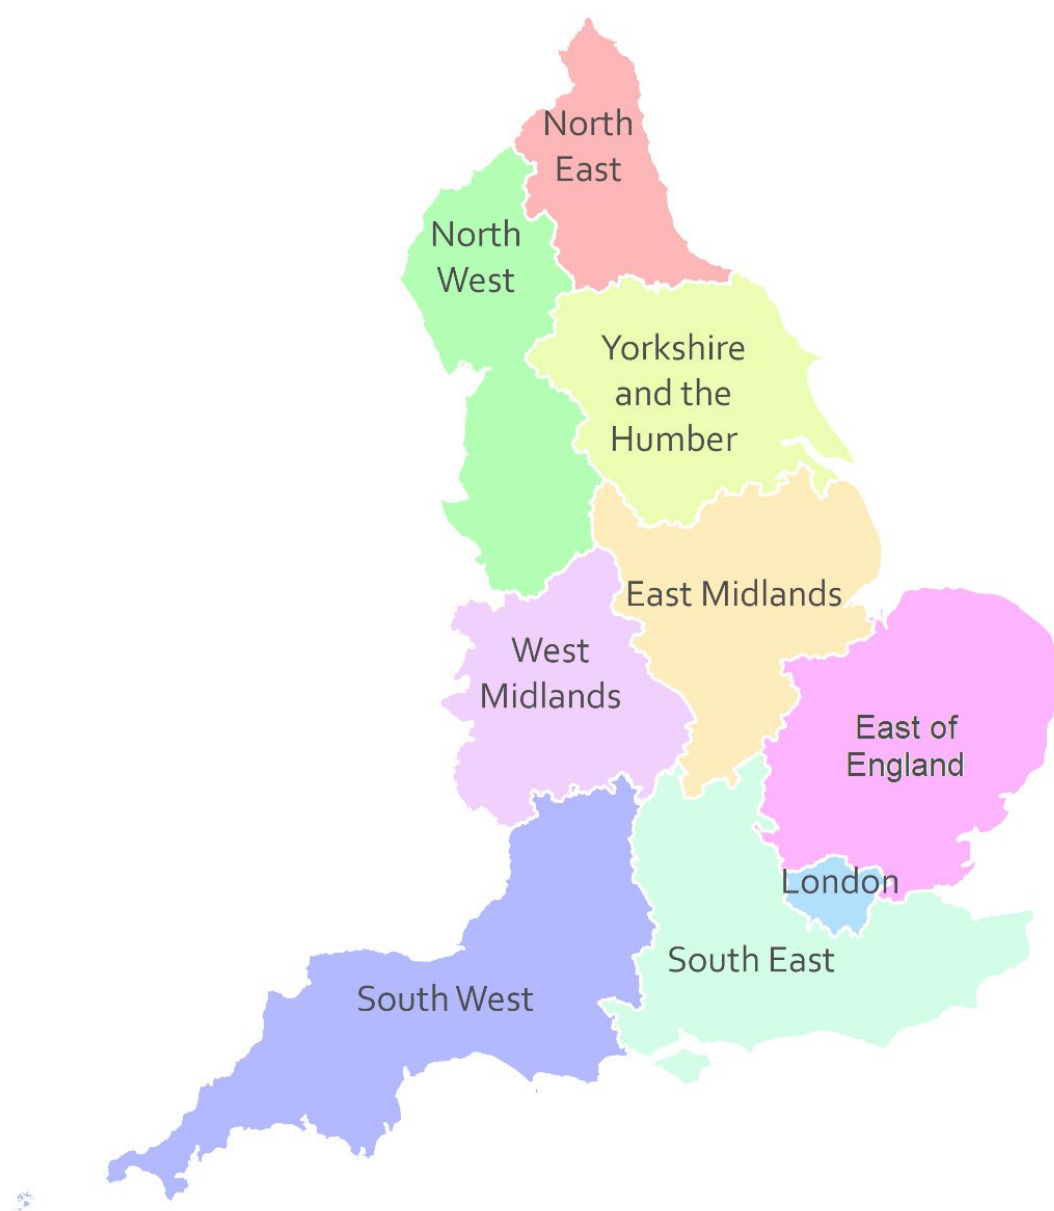 North
East
North
West
Yorkshire
and the
Humber
East Midlands
West
Midlands
East of
England
London
South East
South West